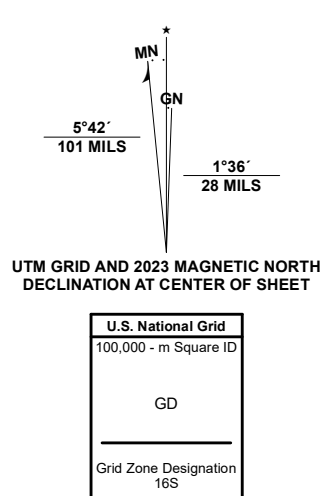 ★
MN
GN
5°42´
101 MILS
1°36´
28 MILS
UTM GRID AND 2023 MAGNETIC NORTH
DECLINATION AT CENTER OF SHEET
U.S. National Grid
100,000 - m Square ID
GD
Grid Zone Designation
16S